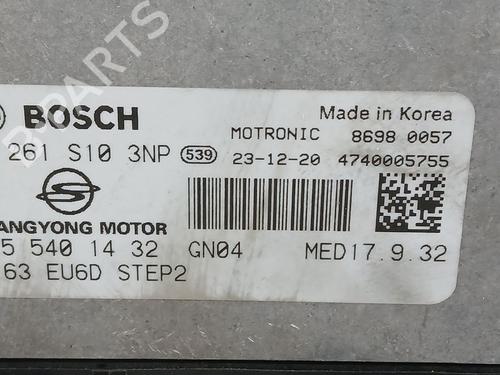 B-PARTS
BOSCH
Made in Korea
MOTRONIC 8698 0057
261 S10 3NP 539 23-12-20 4740005755
ANGYONG MOTOR
5 540 14 32 GN04 MED17.9.32
63 EU6D STEP2